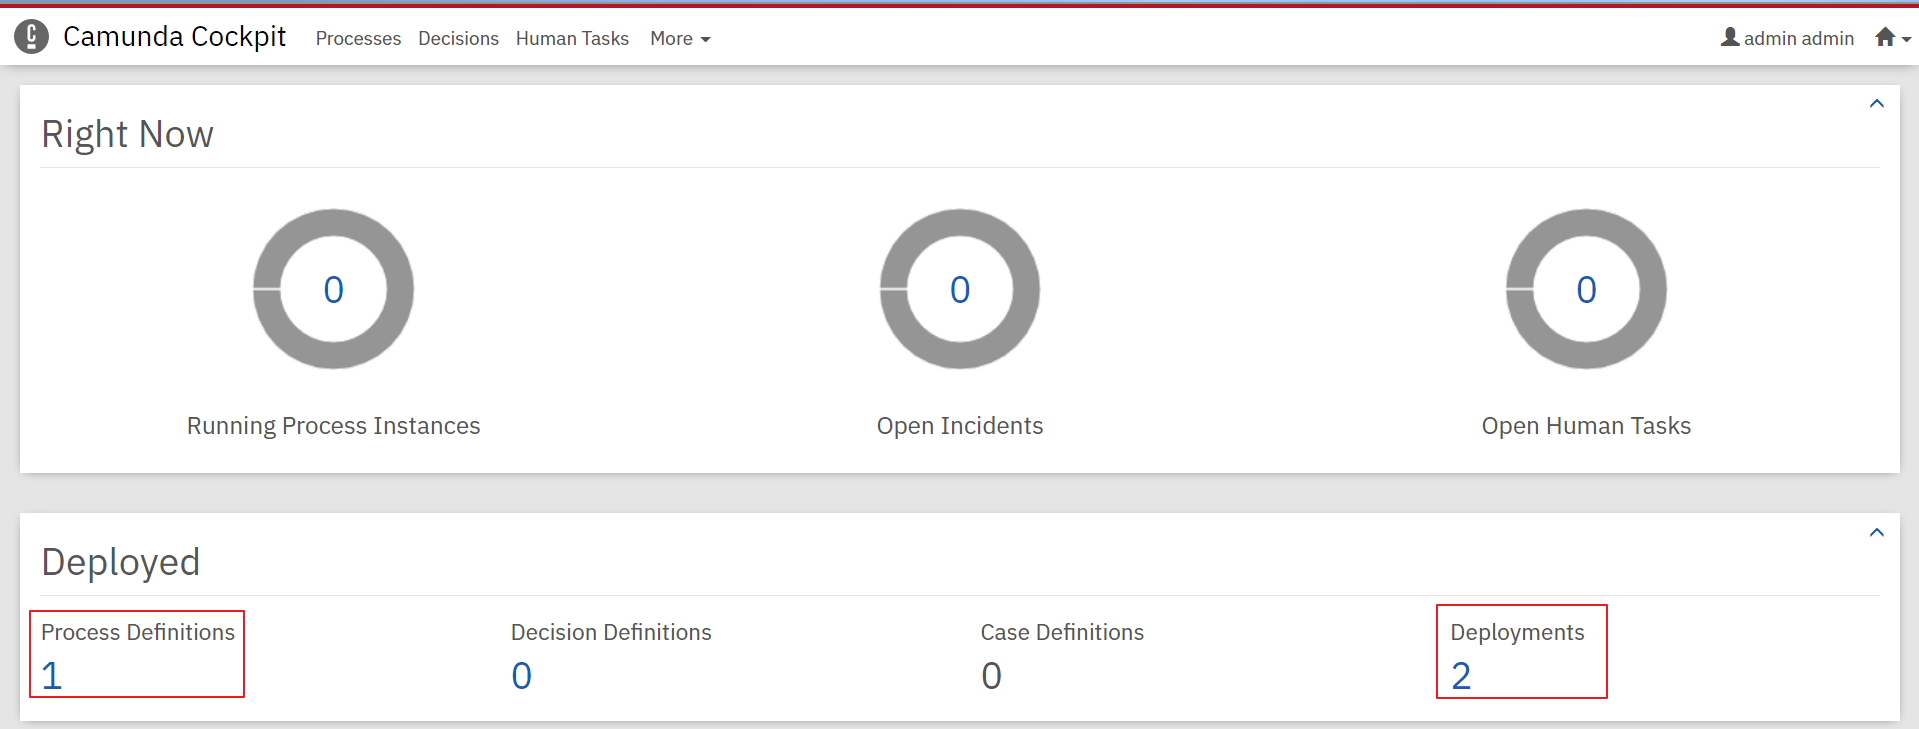 Camunda Cockpit Processes Decisions Human Tasks More admin admin
Right Now
0 0 0
Running Process Instances Open Incidents Open Human Tasks
Deployed
Process Definitions Decision Definitions Case Definitions Deployments
1 0 0 2